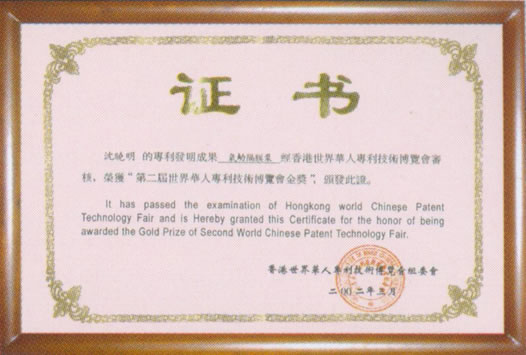 证书
沈曉明 的專利發明成果 氣動隔膜泵 經香港世界華人專利技術博覽會審
核，榮獲“第二屆世界華人專利技術博覽會金獎”，頒發此證。
It has passed the examination of Hongkong world Chinese Patent
Technology Fair and is Hereby granted this Certificate for the honor of being
awarded the Gold Prize of Second World Chinese Patent Technology Fair.
香港世界華人專利技術博覽會組委會
二00二年三月